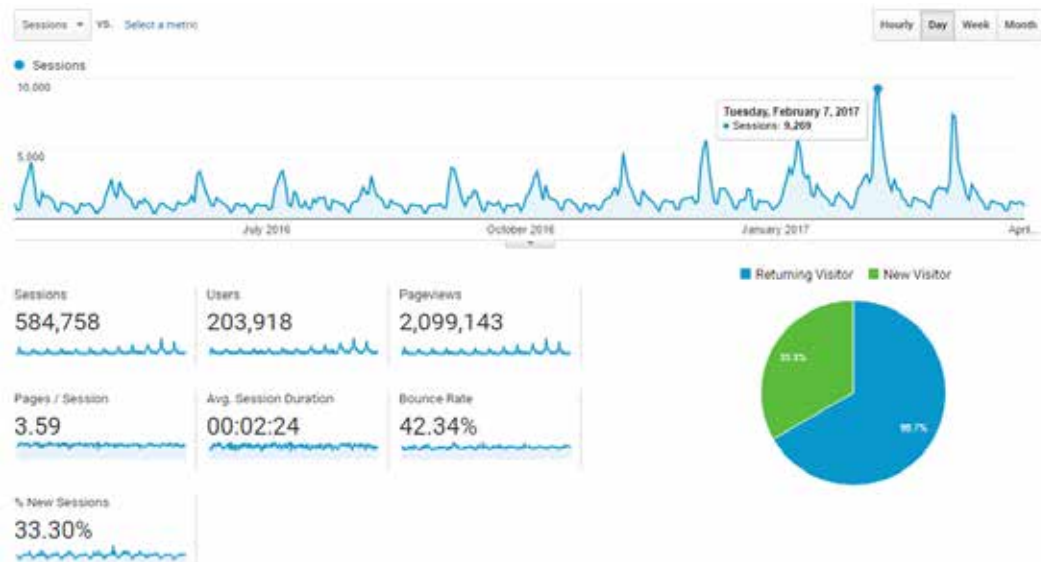 Sessions VS. Select a metric
Hourly Day Week Month
Sessions
10,000
5,000
Tuesday, February 7, 2017
Sessions: 9,269
July 2016 October 2016 January 2017 April...
Returning Visitor New Visitor
Sessions Users Pageviews
584,758 203,918 2,099,143
Pages / Session Avg. Session Duration Bounce Rate
3.59 00:02:24 42.34%
% New Sessions
33.30%